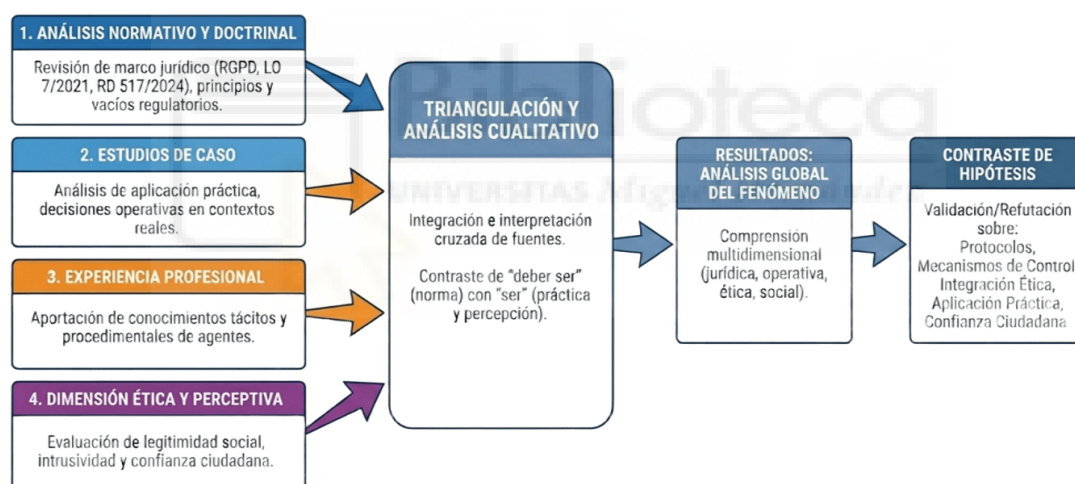 1. ANÁLISIS NORMATIVO Y DOCTRINAL
Revisión de marco jurídico (RGPD, LO
7/2021, RD 517/2024), principios y
vacíos regulatorios.
2. ESTUDIOS DE CASO
Análisis de aplicación práctica,
decisiones operativas en contextos
reales.
3. EXPERIENCIA PROFESIONAL
Aportación de conocimientos tácitos y
procedimentales de agentes.
4. DIMENSIÓN ÉTICA Y PERCEPTIVA
Evaluación de legitimidad social,
intrusividad y confianza ciudadana.
TRIANGULACIÓN Y
ANÁLISIS CUALITATIVO
Integración e interpretación
cruzada de fuentes.
Contraste de "deber ser"
(norma) con "ser" (práctica
y percepción).
RESULTADOS:
ANÁLISIS GLOBAL
DEL FENÓMENO
Comprensión
multidimensional
(jurídica, operativa,
ética, social).
CONTRASTE DE
HIPÓTESIS
Validación/Refutación
sobre:
Protocolos,
Mecanismos de Control
Integración Ética,
Aplicación Práctica,
Confianza Ciudadana
Biblioteca
UNIVERSITAS Miguel Hernández